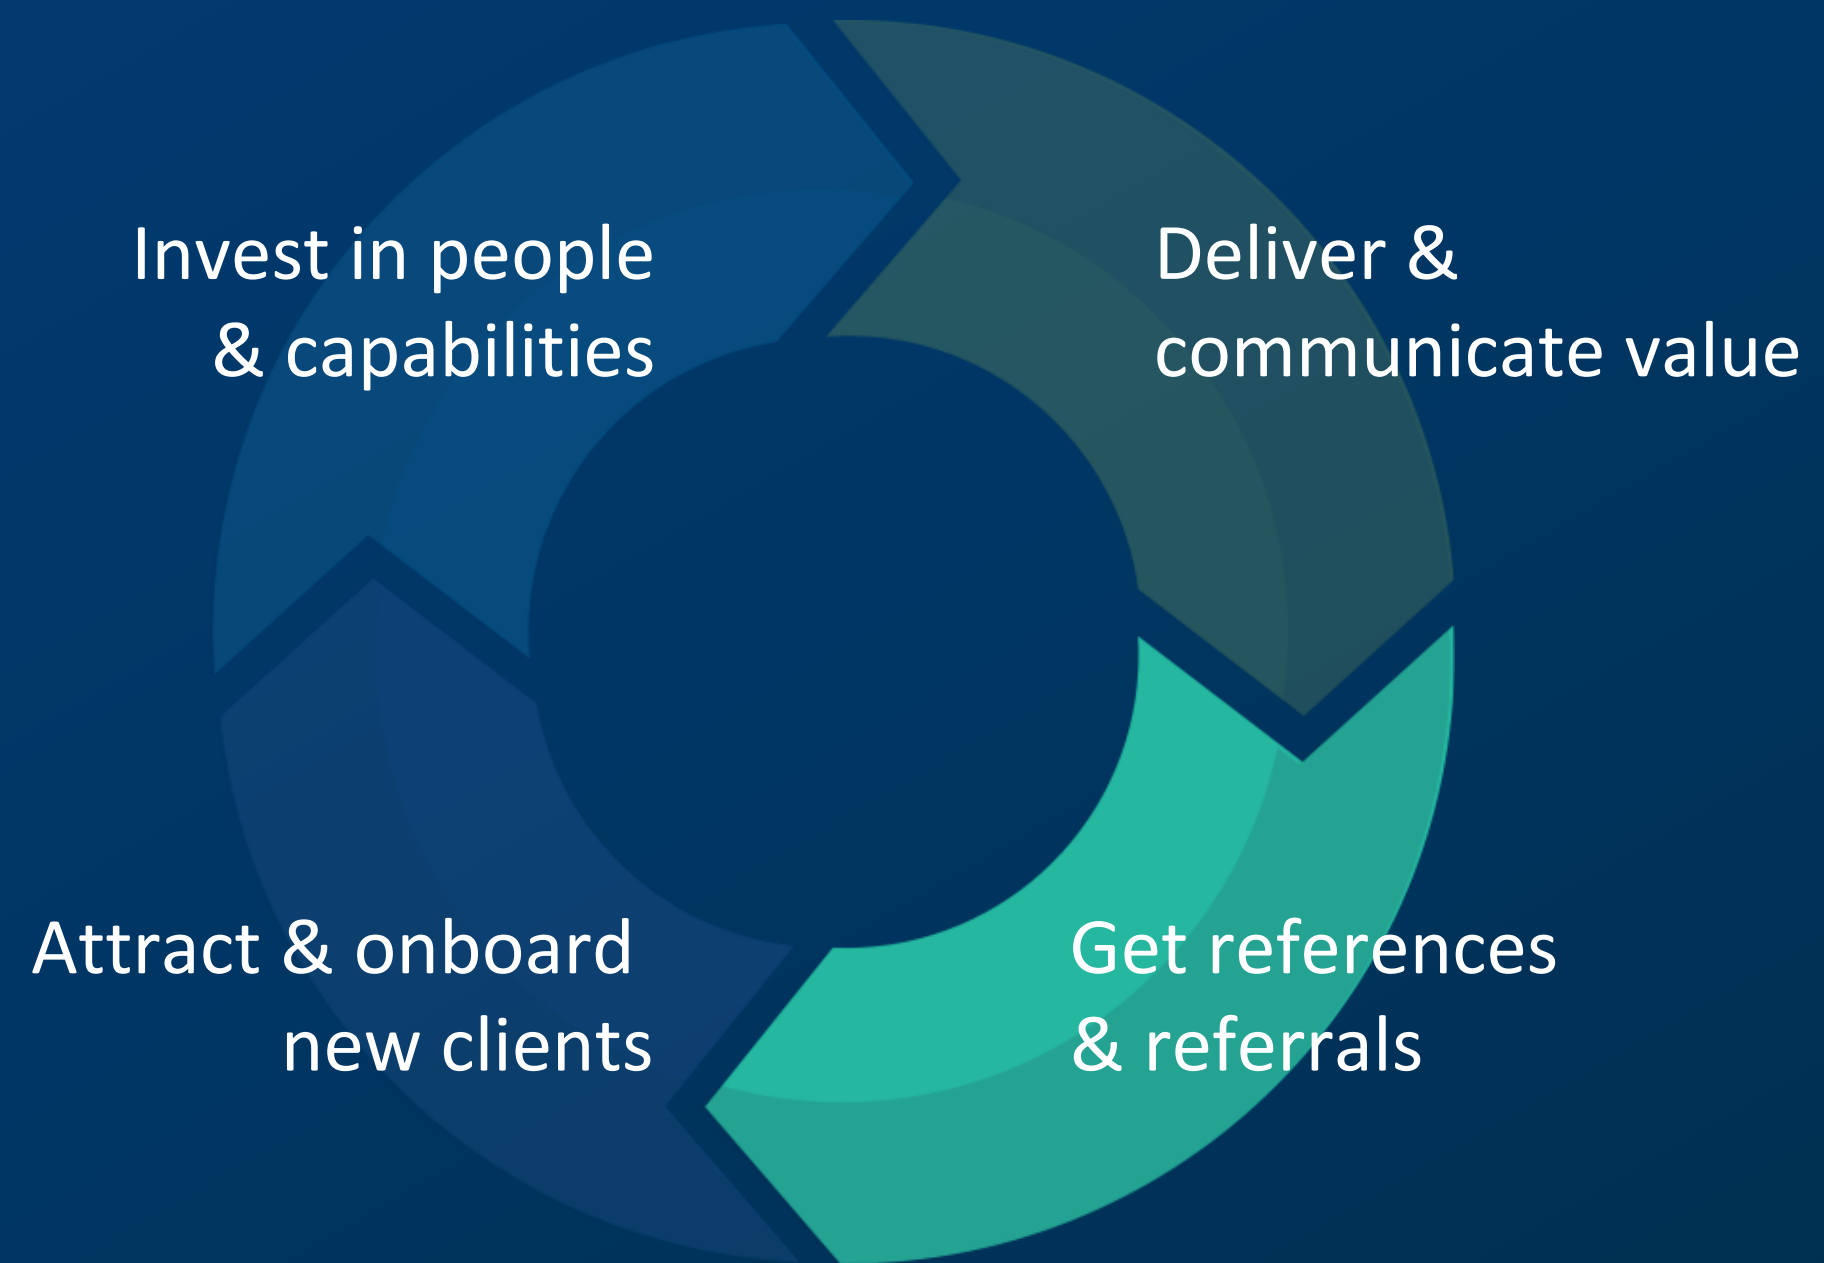 Invest in people
& capabilities
Deliver &
communicate value
Attract & onboard
new clients
Get references
& referrals